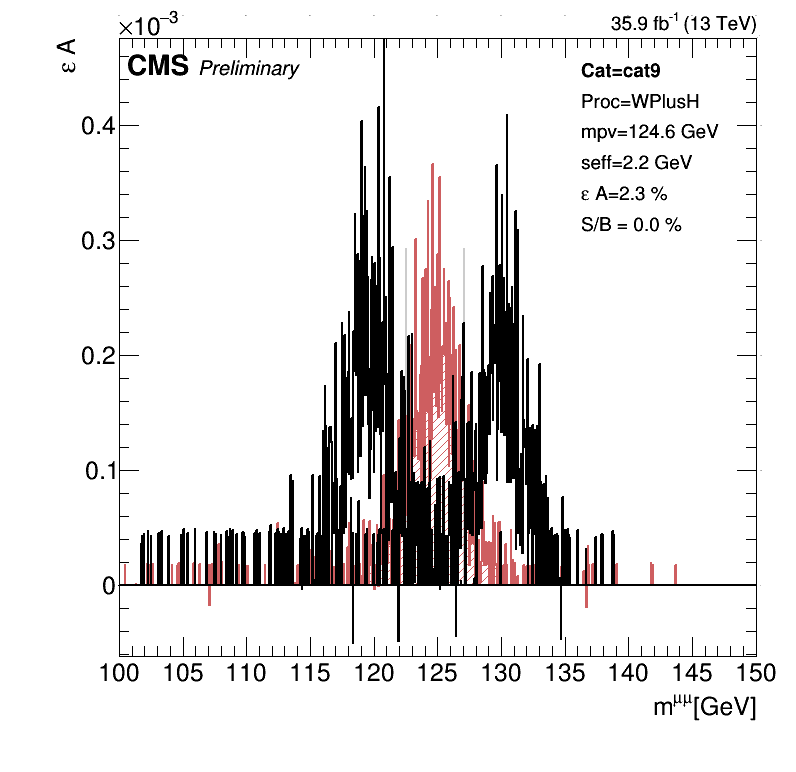 ×10⁻³
35.9 fb⁻¹ (13 TeV)
ε A
CMS Preliminary
Cat=cat9
Proc=WPlusH
mpv=124.6 GeV
seff=2.2 GeV
ε A=2.3 %
S/B = 0.0 %
0.4
0.3
0.2
0.1
0
100 105 110 115 120 125 130 135 140 145 150
m^μμ[GeV]